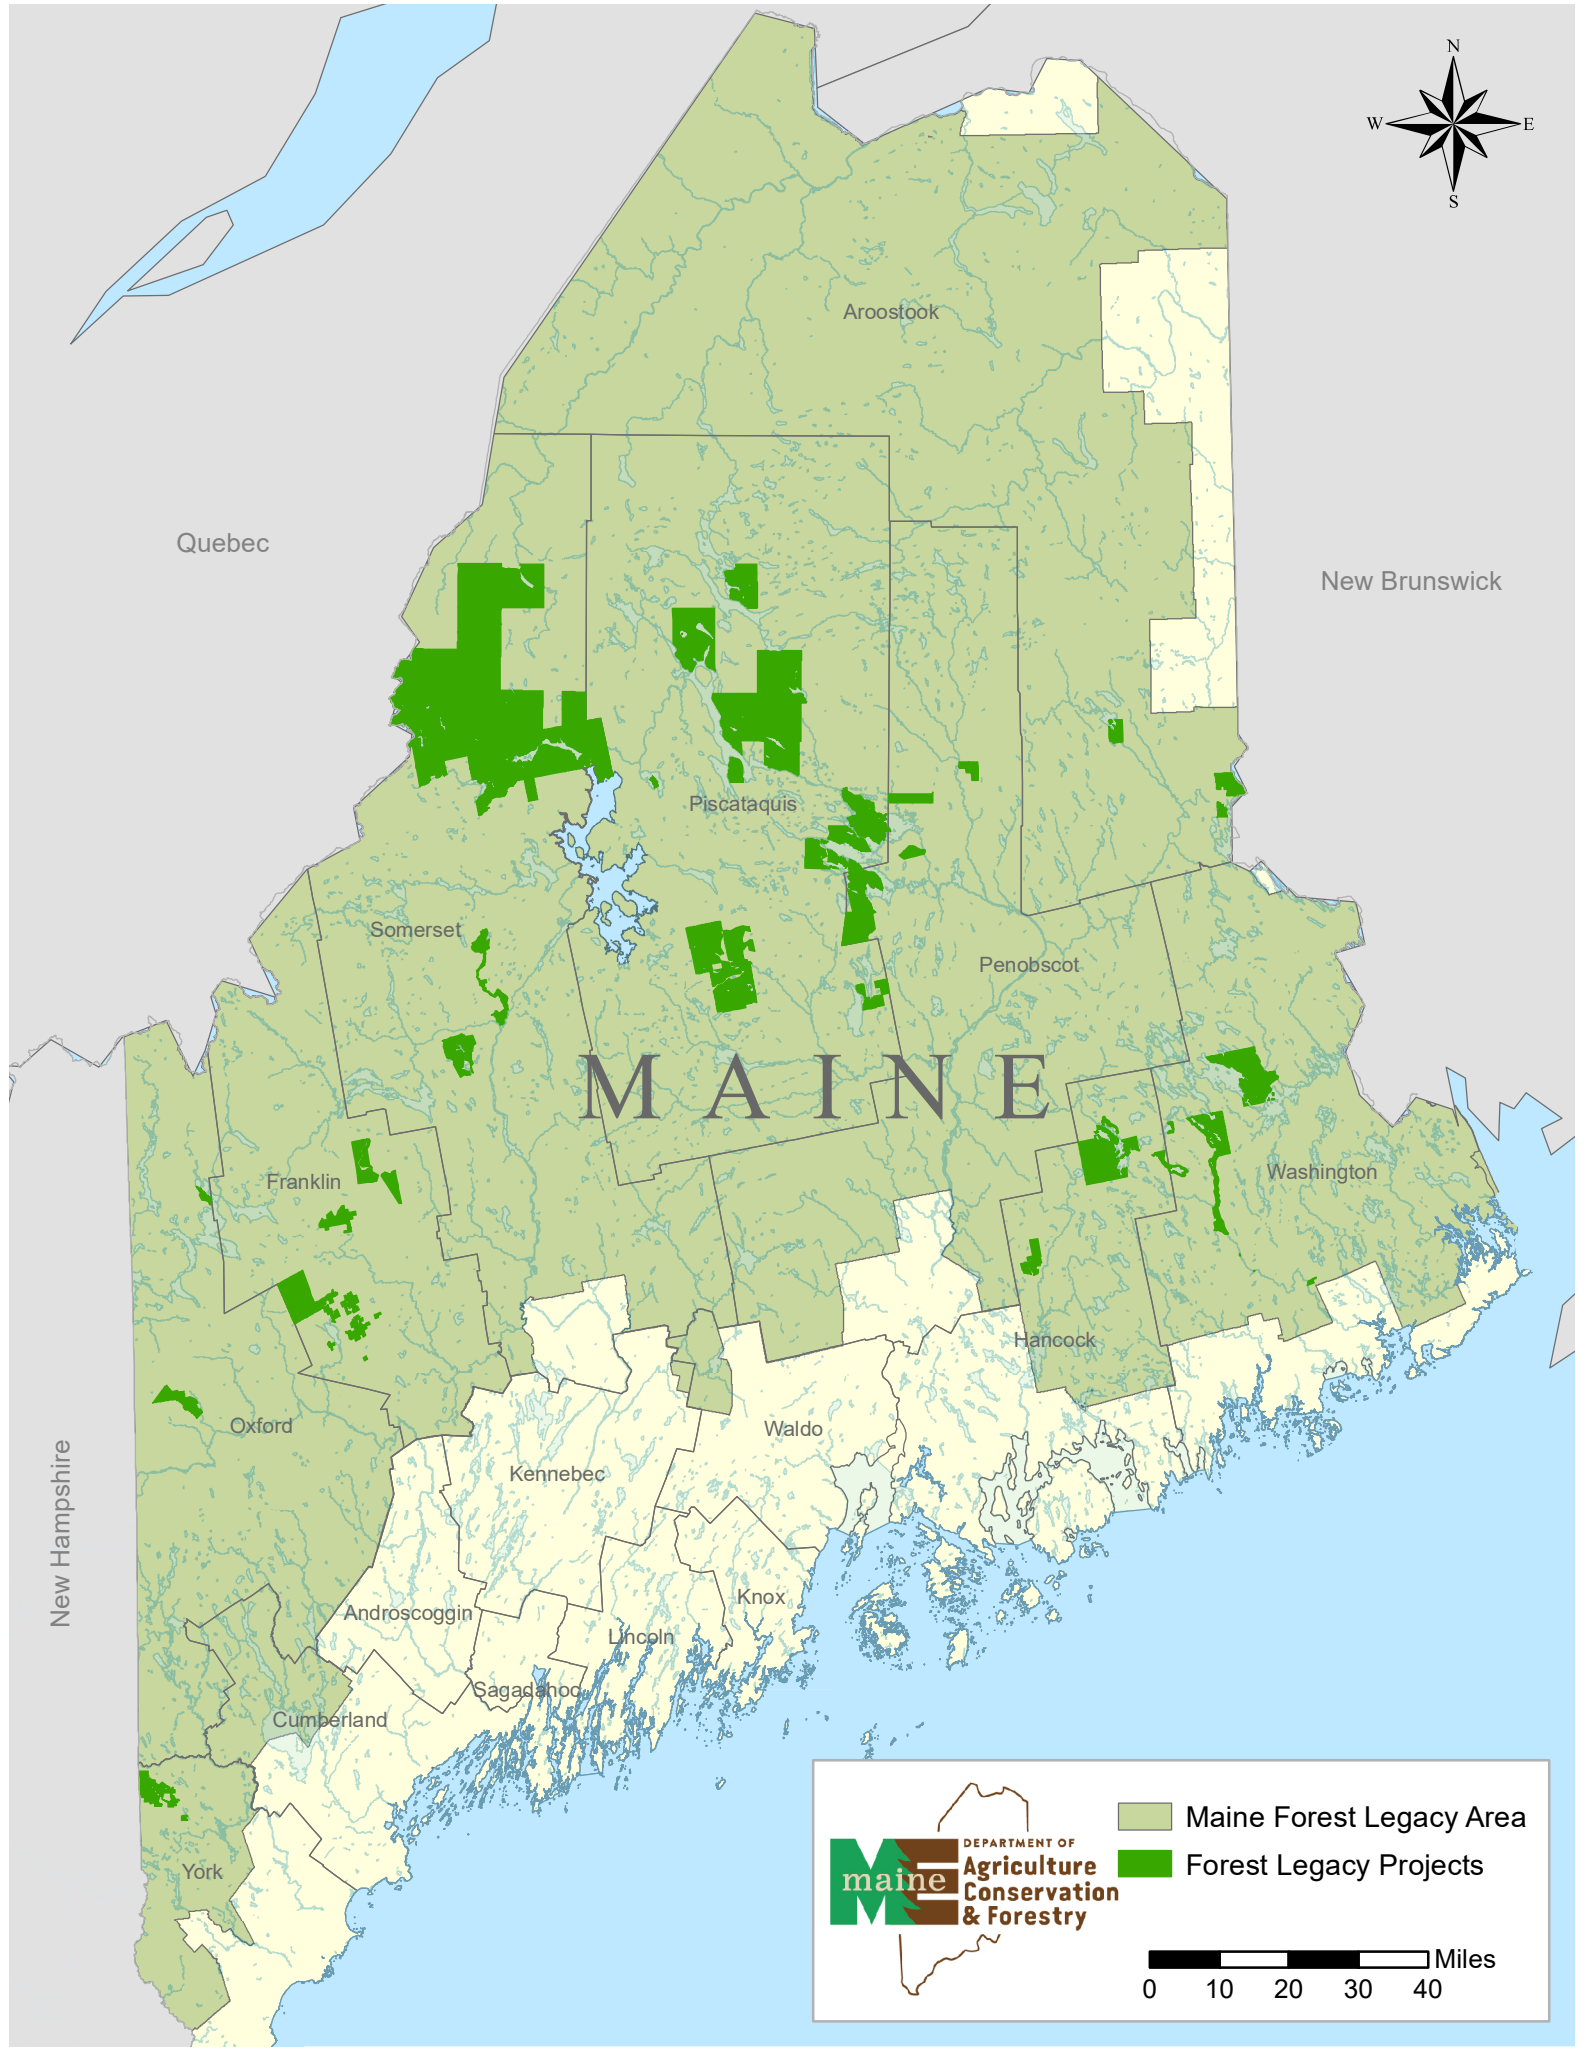 N
W
E
S
Aroostook
Quebec
New Brunswick
Piscataquis
Somerset
Penobscot
MAINE
Franklin
Washington
Hancock
Oxford
Waldo
Kennebec
New Hampshire
Knox
Androscoggin
Lincoln
Sagadahoc
Cumberland
York
maine
DEPARTMENT OF
Agriculture
Conservation
& Forestry
Maine Forest Legacy Area
Forest Legacy Projects
Miles
0 10 20 30 40